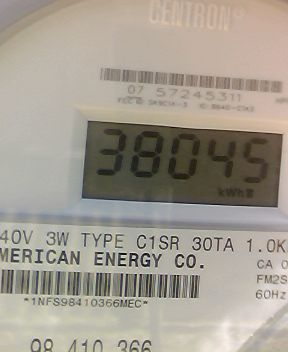 CENTRON®
07 57245311
38045
kWh
40V 3W TYPE C1SR 30TA 1.0K
MERICAN ENERGY CO.
CA 0
FM2S
60Hz
*1NFS98410366MEC*
98 410 366